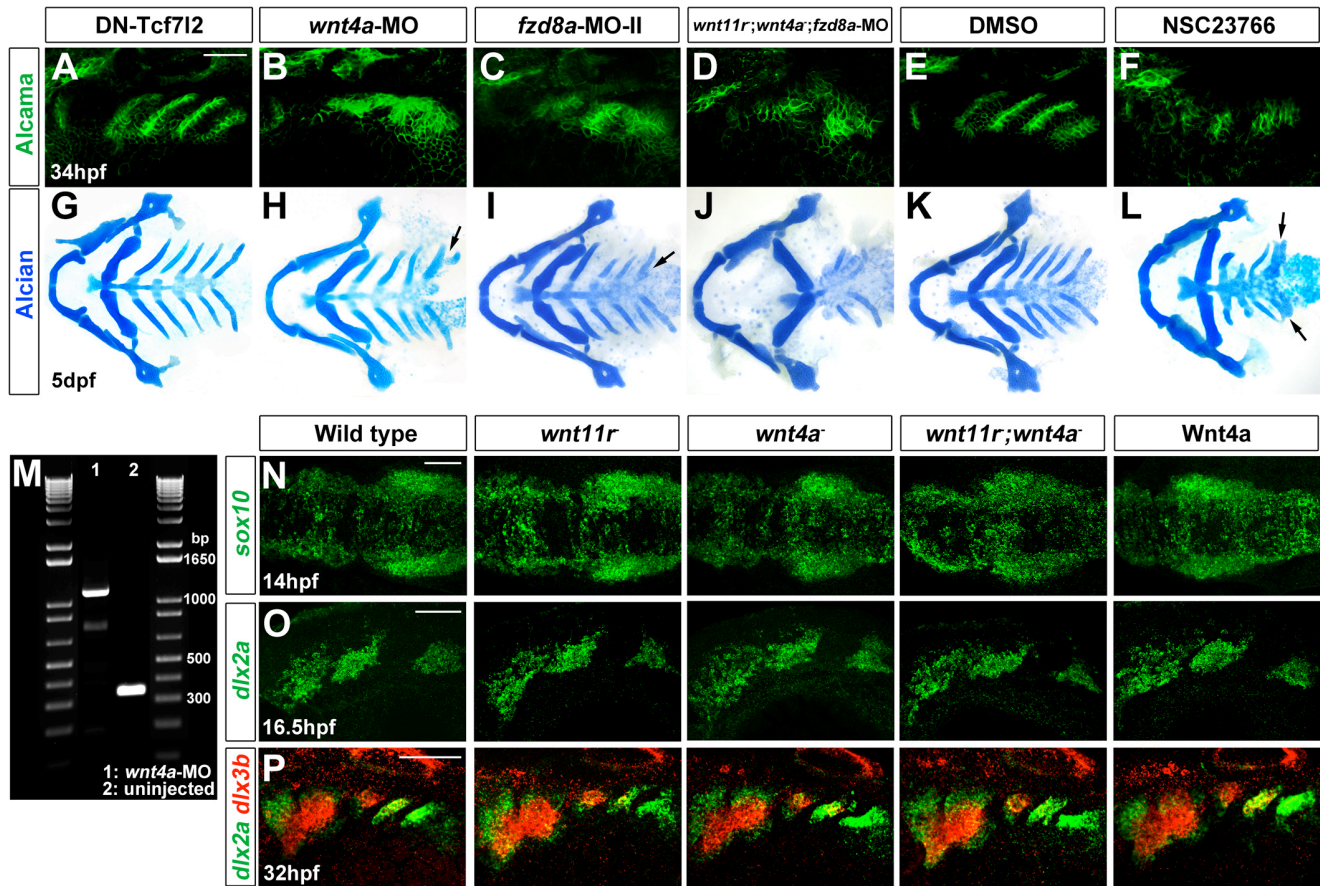 DN-Tcf7l2 wnt4a-MO fzd8a-MO-II wnt11r;wnt4a-;fzd8a-MO DMSO NSC23766
Alcama
A B C D E F
34hpf
Alcian
G H I J K L
5dpf
Wild type wnt11r- wnt4a- wnt11r;wnt4a- Wnt4a
M 1 2
bp
1650
1000
500
300
1: wnt4a-MO
2: uninjected
sox10
N
14hpf
dlx2a
O
16.5hpf
dlx2a dlx3b
P
32hpf